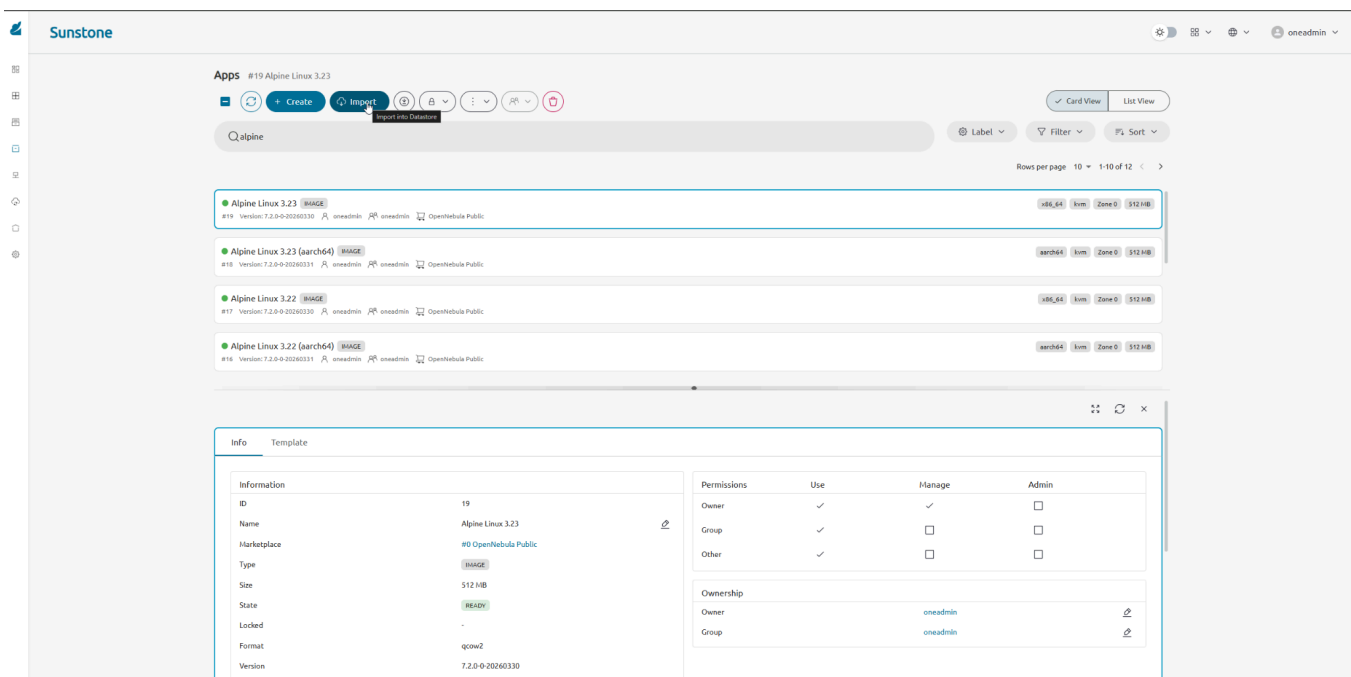 Sunstone
oneadmin
Apps #19 Alpine Linux 3.23
+ Create Import
Import into Datastore
Card View List View
alpine
Label Filter Sort
Rows per page 10 1-10 of 12
Alpine Linux 3.23 IMAGE x86_64 kvm Zone 0 512 MB
#19 Version: 7.2.0-0-20260330 oneadmin oneadmin OpenNebula Public
Alpine Linux 3.23 (aarch64) IMAGE aarch64 kvm Zone 0 512 MB
#18 Version: 7.2.0-0-20260331 oneadmin oneadmin OpenNebula Public
Alpine Linux 3.22 IMAGE x86_64 kvm Zone 0 512 MB
#17 Version: 7.2.0-0-20260330 oneadmin oneadmin OpenNebula Public
Alpine Linux 3.22 (aarch64) IMAGE aarch64 kvm Zone 0 512 MB
#16 Version: 7.2.0-0-20260331 oneadmin oneadmin OpenNebula Public
Info Template
Information
ID 19
Name Alpine Linux 3.23
Marketplace #0 OpenNebula Public
Type IMAGE
Size 512 MB
State READY
Locked -
Format qcow2
Version 7.2.0-0-20260330
Permissions Use Manage Admin
Owner
Group
Other
Ownership
Owner oneadmin
Group oneadmin